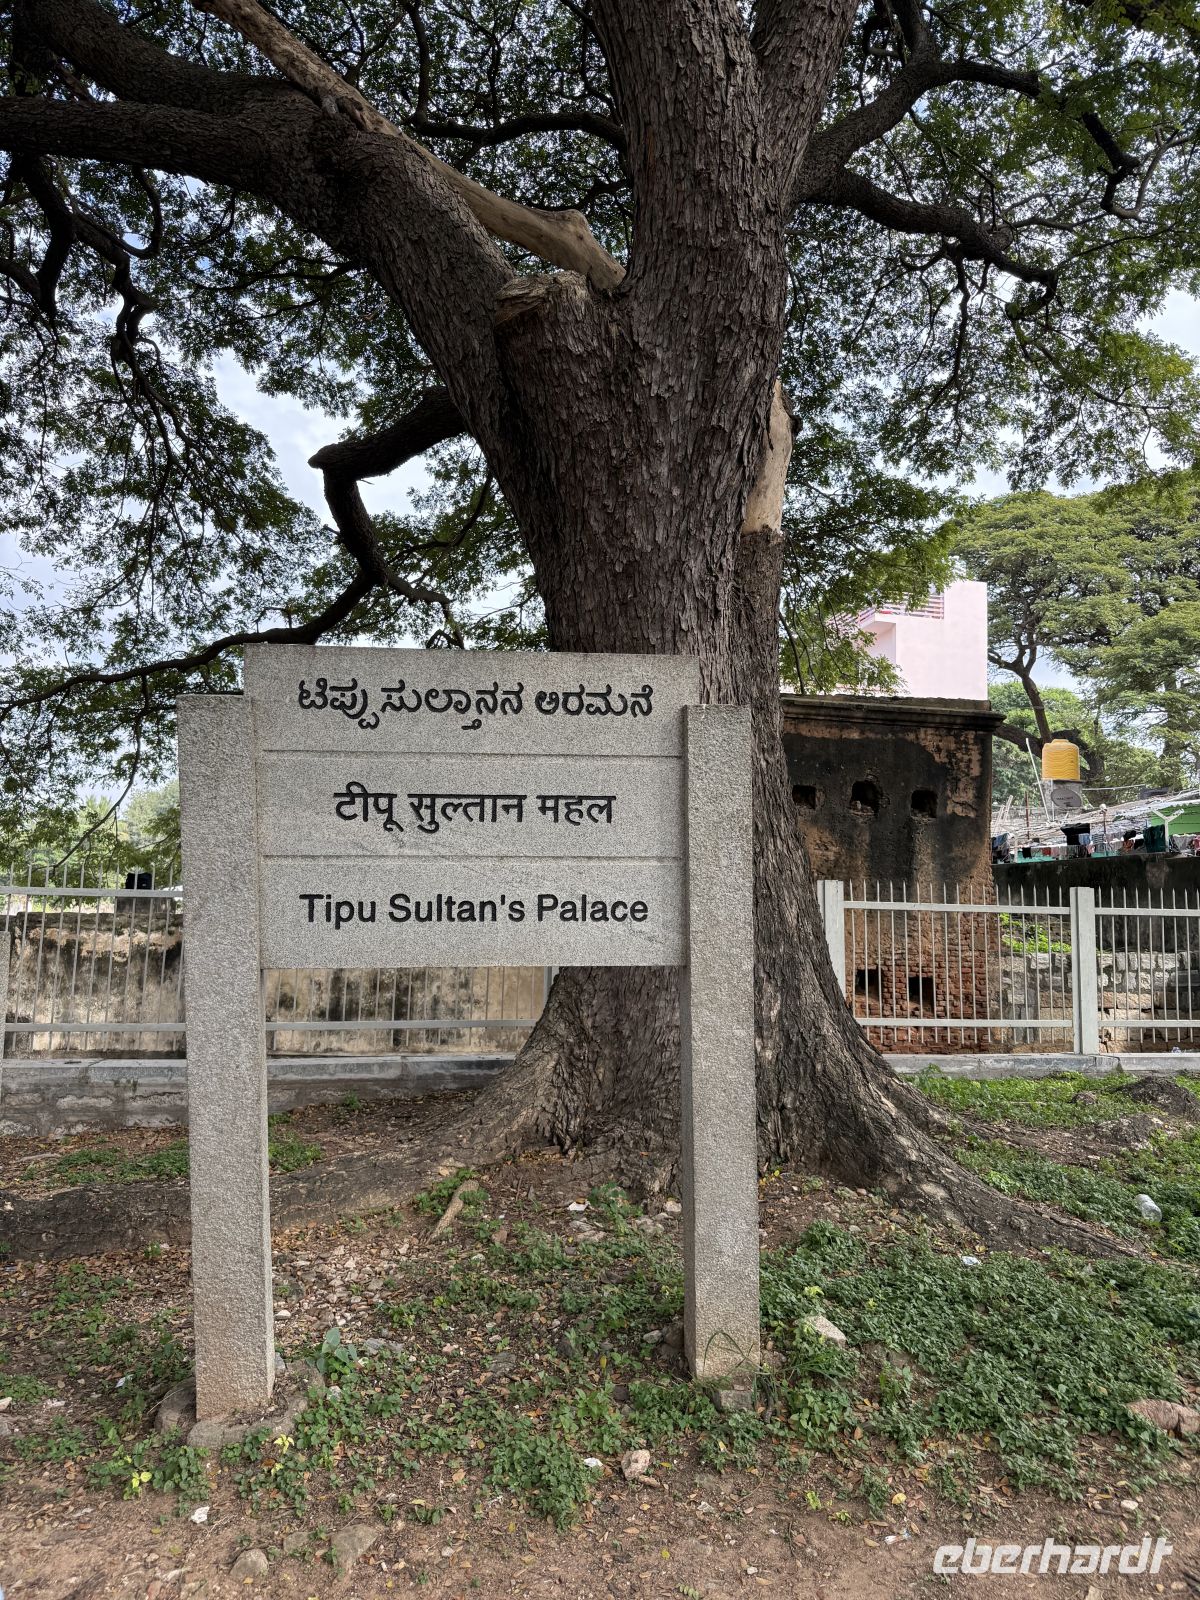 ಟಿಪ್ಪು ಸುಲ್ತಾನನ ಅರಮನೆ
टीपू सुल्तान महल
Tipu Sultan's Palace
eberhardt